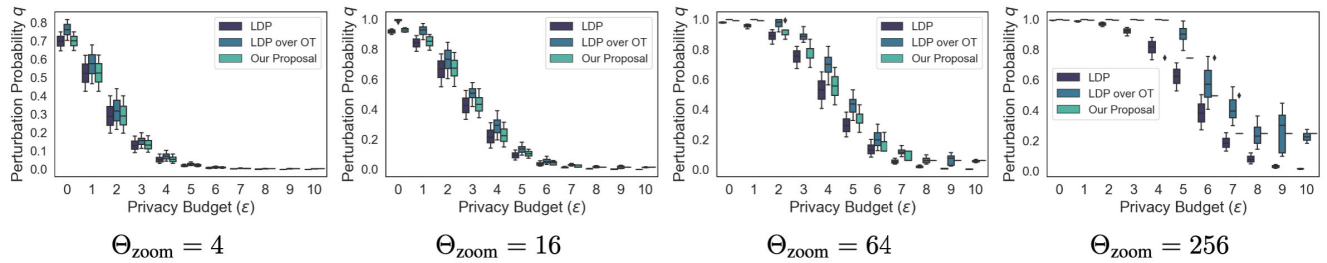 Perturbation Probability q
0.8
0.7
0.6
0.5
0.4
0.3
0.2
0.1
0.0
LDP
LDP over OT
Our Proposal
0 1 2 3 4 5 6 7 8 9 10
Privacy Budget (ε)
Θzoom = 4
Perturbation Probability q
1.0
0.8
0.6
0.4
0.2
0.0
LDP
LDP over OT
Our Proposal
0 1 2 3 4 5 6 7 8 9 10
Privacy Budget (ε)
Θzoom = 16
Perturbation Probability q
1.0
0.8
0.6
0.4
0.2
0.0
LDP
LDP over OT
Our Proposal
0 1 2 3 4 5 6 7 8 9 10
Privacy Budget (ε)
Θzoom = 64
Perturbation Probability q
1.0
0.8
0.6
0.4
0.2
0.0
LDP
LDP over OT
Our Proposal
0 1 2 3 4 5 6 7 8 9 10
Privacy Budget (ε)
Θzoom = 256